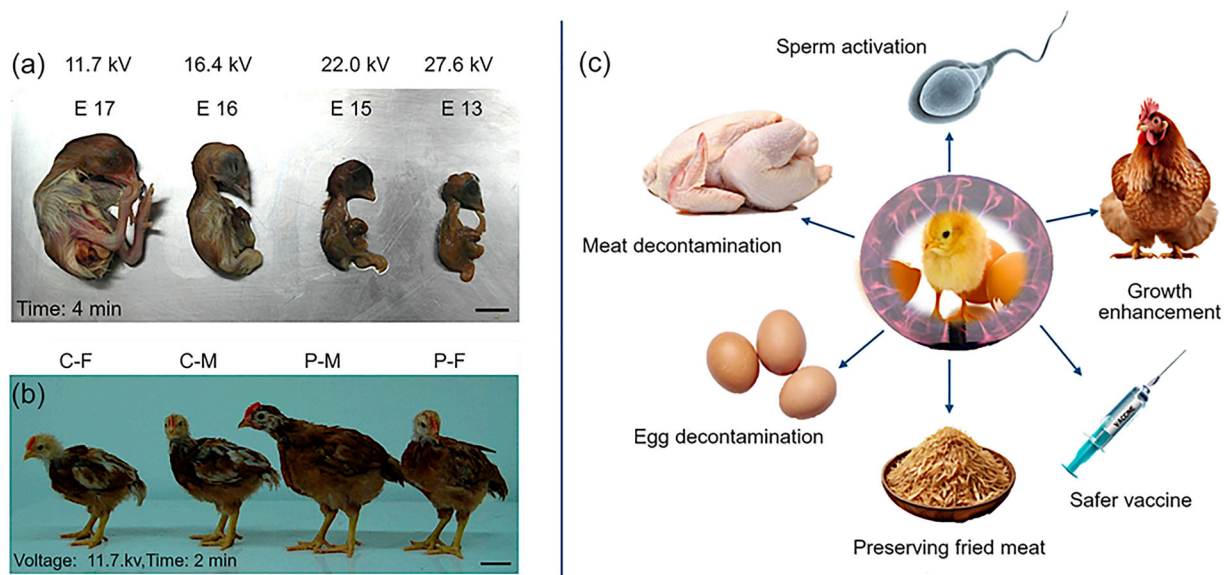 (a)
11.7 kV 16.4 kV 22.0 kV 27.6 kV
E 17 E 16 E 15 E 13
Time: 4 min
C-F C-M P-M P-F
(b)
Voltage: 11.7.kv,Time: 2 min
(c)
Sperm activation
Meat decontamination
Growth
enhancement
Egg decontamination
VACCINE
Safer vaccine
Preserving fried meat